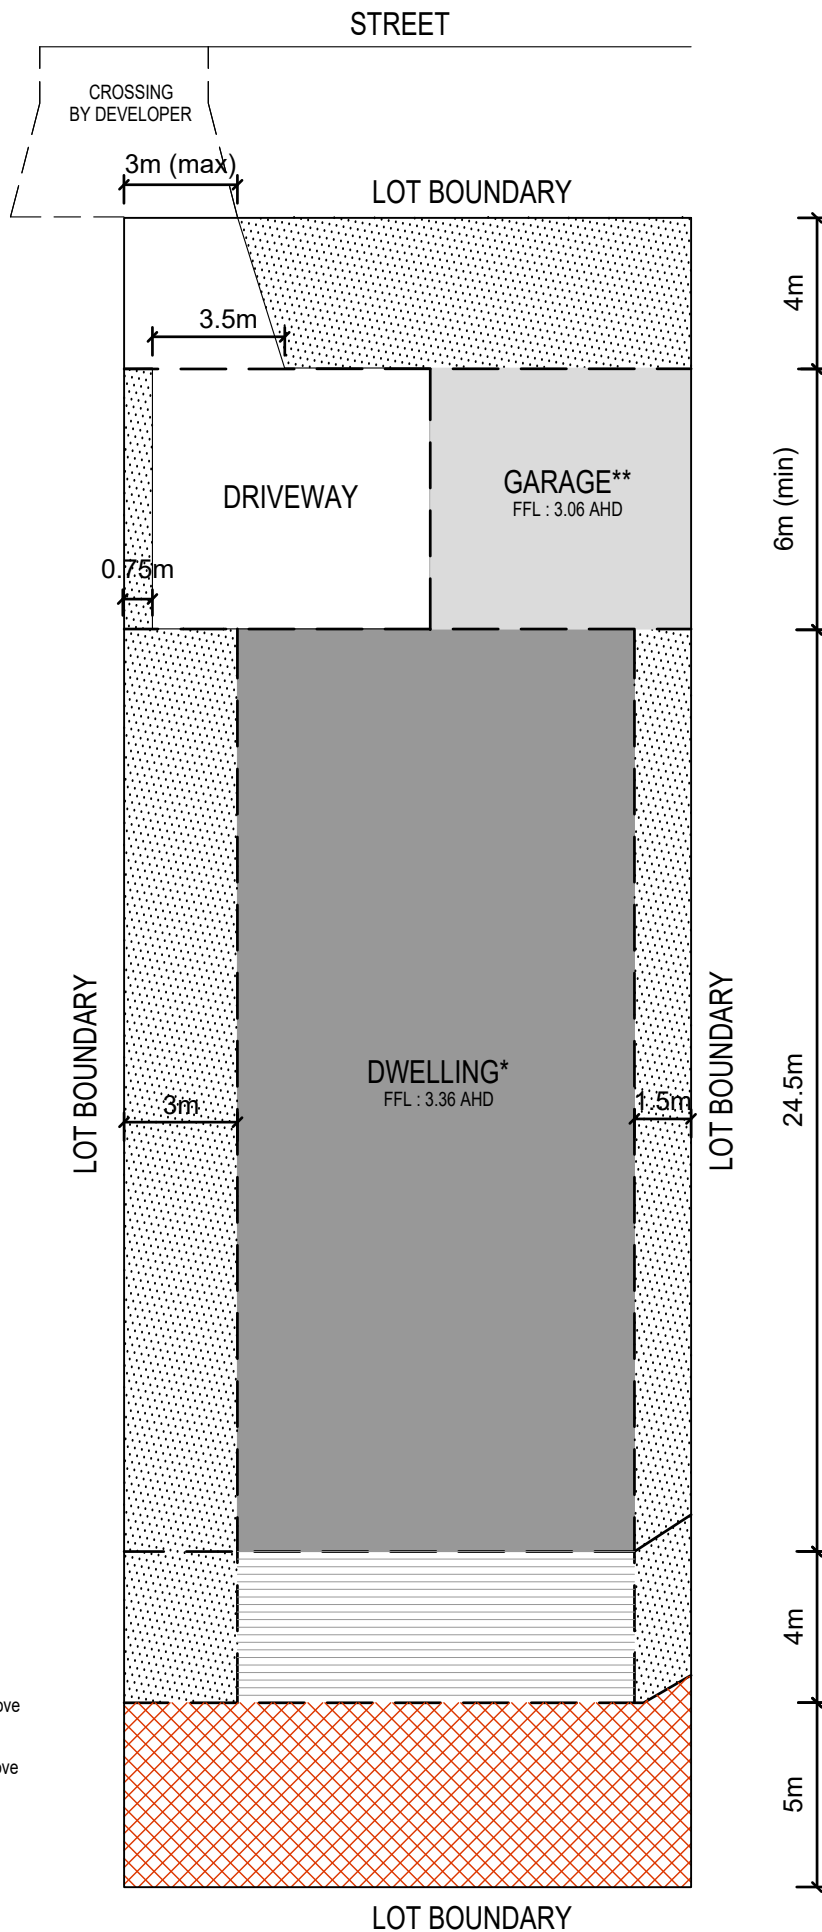 STREET
CROSSING
BY DEVELOPER
3m (max)
LOT BOUNDARY
4m
3.5m
DRIVEWAY
GARAGE**
FFL : 3.06 AHD
6m (min)
0.75m
LOT BOUNDARY
DWELLING*
FFL : 3.36 AHD
3m
1.5m
LOT BOUNDARY
24.5m
4m
5m
LOT BOUNDARY